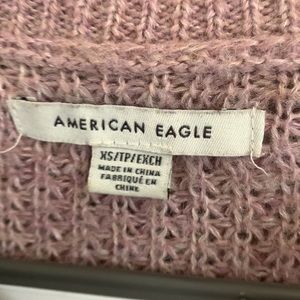 AMERICAN EAGLE
XS/TP/EXCH
MADE IN CHINA
FABRIQUÉ EN
CHINE